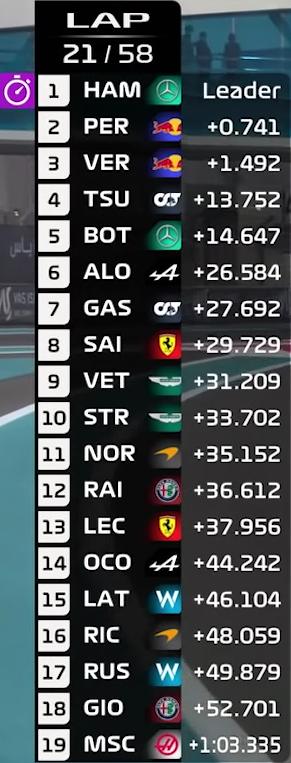 LAP
21 / 58
1 HAM Leader
2 PER +0.741
3 VER +1.492
4 TSU +13.752
5 BOT +14.647
6 ALO +26.584
7 GAS +27.692
8 SAI +29.729
9 VET +31.209
10 STR +33.702
11 NOR +35.152
12 RAI +36.612
13 LEC +37.956
14 OCO +44.242
15 LAT W +46.104
16 RIC +48.059
17 RUS W +49.879
18 GIO +52.701
19 MSC +1:03.335